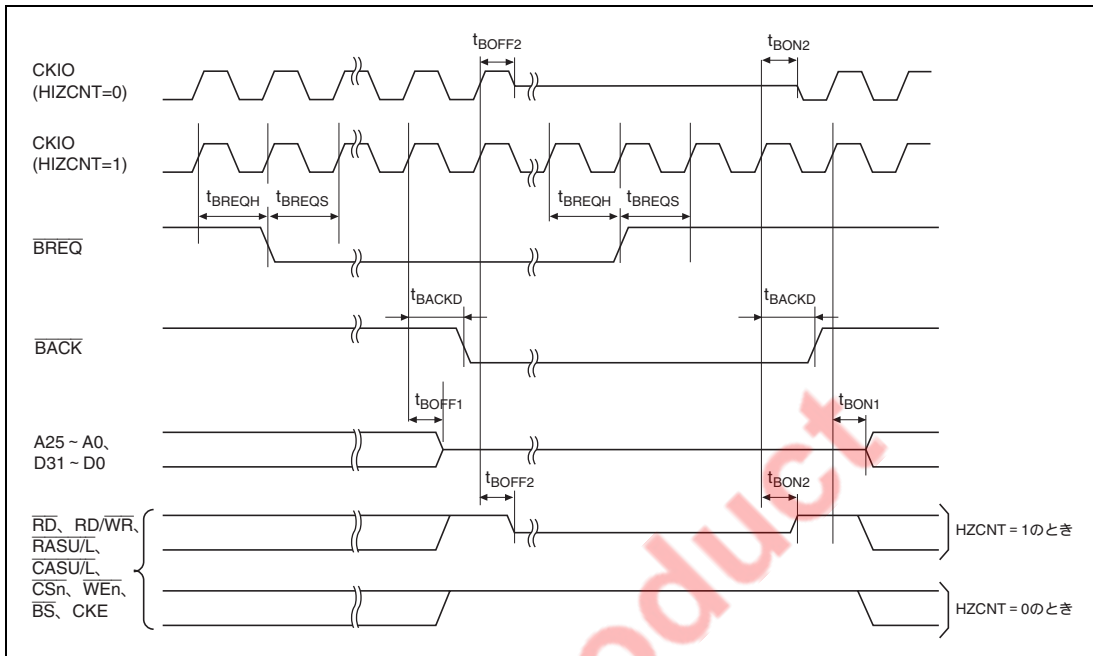 tBOFF2
tBON2
CKIO
(HIZCNT=0)
CKIO
(HIZCNT=1)
tBREQH
tBREQS
tBREQH
tBREQS
BREQ
tBACKD
tBACKD
BACK
tBOFF1
tBON1
A25 ~ A0、
D31 ~ D0
tBOFF2
tBON2
RD、RD/WR、
RASU/L、
CASU/L、
CSn、WEn、
BS、CKE
HZCNT = 1のとき
HZCNT = 0のとき
oduct